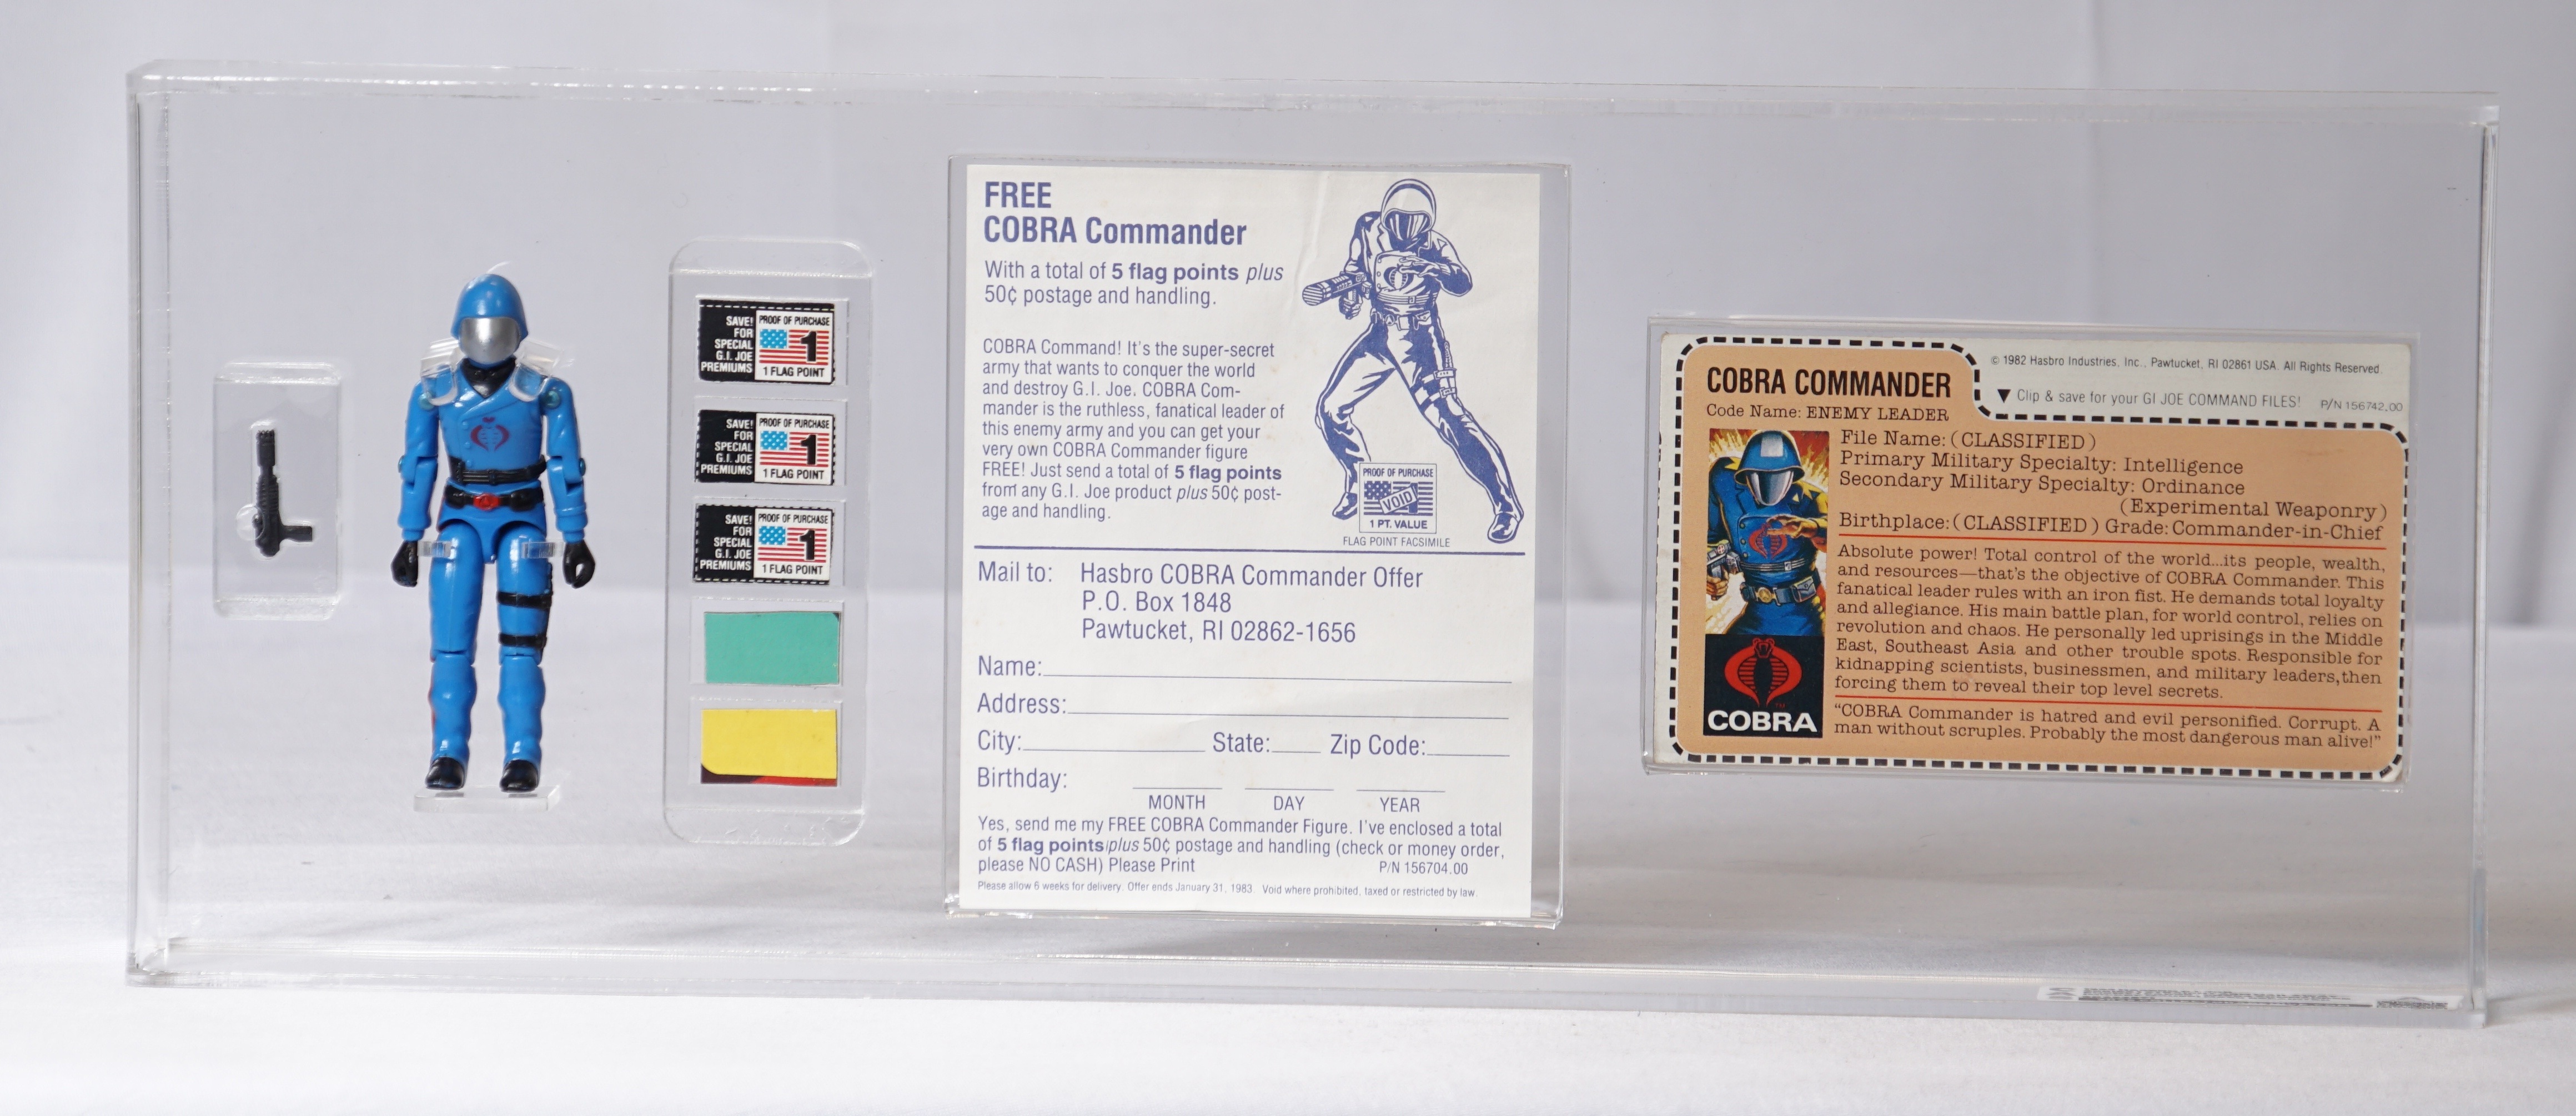 SAVE!
FOR
SPECIAL
G.I. JOE
PREMIUMS
PROOF OF PURCHASE
1
1 FLAG POINT
SAVE!
FOR
SPECIAL
G.I. JOE
PREMIUMS
PROOF OF PURCHASE
1
1 FLAG POINT
SAVE!
FOR
SPECIAL
G.I. JOE
PREMIUMS
PROOF OF PURCHASE
1
1 FLAG POINT
FREE
COBRA Commander
With a total of 5 flag points plus
50¢ postage and handling.
COBRA Command! It's the super-secret
army that wants to conquer the world
and destroy G.I. Joe. COBRA Com-
mander is the ruthless, fanatical leader of
this enemy army and you can get your
very own COBRA Commander figure
FREE! Just send a total of 5 flag points
from any G.I. Joe product plus 50¢ post-
age and handling.
PROOF OF PURCHASE
VOID
1 PT. VALUE
FLAG POINT FACSIMILE
Mail to: Hasbro COBRA Commander Offer
P.O. Box 1848
Pawtucket, RI 02862-1656
Name:
Address:
City: State: Zip Code:
Birthday:
MONTH DAY YEAR
Yes, send me my FREE COBRA Commander Figure. I've enclosed a total
of 5 flag points plus 50¢ postage and handling (check or money order,
please NO CASH) Please Print P/N 156704.00
Please allow 6 weeks for delivery. Offer ends January 31, 1983. Void where prohibited, taxed or restricted by law.
© 1982 Hasbro Industries, Inc., Pawtucket, RI 02861 USA. All Rights Reserved.
▼ Clip & save for your GI JOE COMMAND FILES! P/N 156742.00
COBRA COMMANDER
Code Name: ENEMY LEADER
File Name: (CLASSIFIED)
Primary Military Specialty: Intelligence
Secondary Military Specialty: Ordinance
(Experimental Weaponry)
Birthplace: (CLASSIFIED) Grade: Commander-in-Chief
Absolute power! Total control of the world...its people, wealth,
and resources—that's the objective of COBRA Commander. This
fanatical leader rules with an iron fist. He demands total loyalty
and allegiance. His main battle plan, for world control, relies on
revolution and chaos. He personally led uprisings in the Middle
East, Southeast Asia and other trouble spots. Responsible for
kidnapping scientists, businessmen, and military leaders, then
forcing them to reveal their top level secrets.
"COBRA Commander is hatred and evil personified. Corrupt. A
man without scruples. Probably the most dangerous man alive!"
TM
COBRA